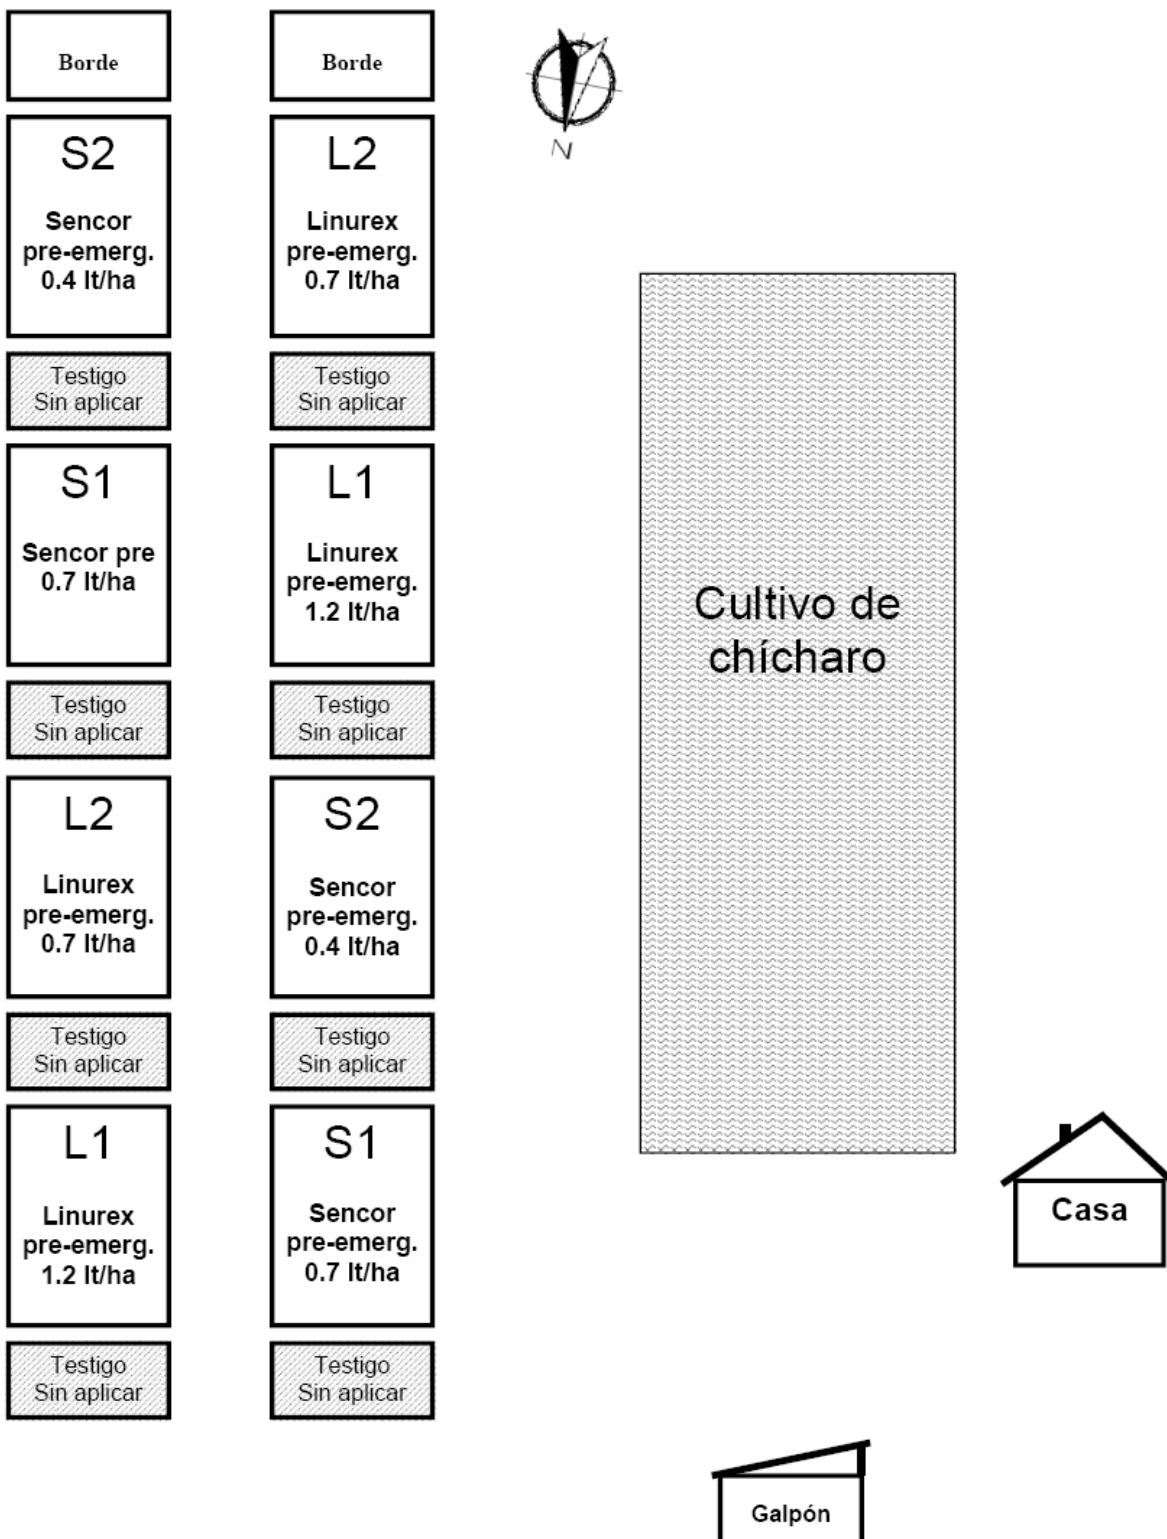 Borde
Borde
N
S2
Sencor
pre-emerg.
0.4 lt/ha
L2
Linurex
pre-emerg.
0.7 lt/ha
Testigo
Sin aplicar
Testigo
Sin aplicar
S1
Sencor pre
0.7 lt/ha
L1
Linurex
pre-emerg.
1.2 lt/ha
Cultivo de
chícharo
Testigo
Sin aplicar
Testigo
Sin aplicar
L2
Linurex
pre-emerg.
0.7 lt/ha
S2
Sencor
pre-emerg.
0.4 lt/ha
Testigo
Sin aplicar
Testigo
Sin aplicar
L1
Linurex
pre-emerg.
1.2 lt/ha
S1
Sencor
pre-emerg.
0.7 lt/ha
Casa
Testigo
Sin aplicar
Testigo
Sin aplicar
Galpón